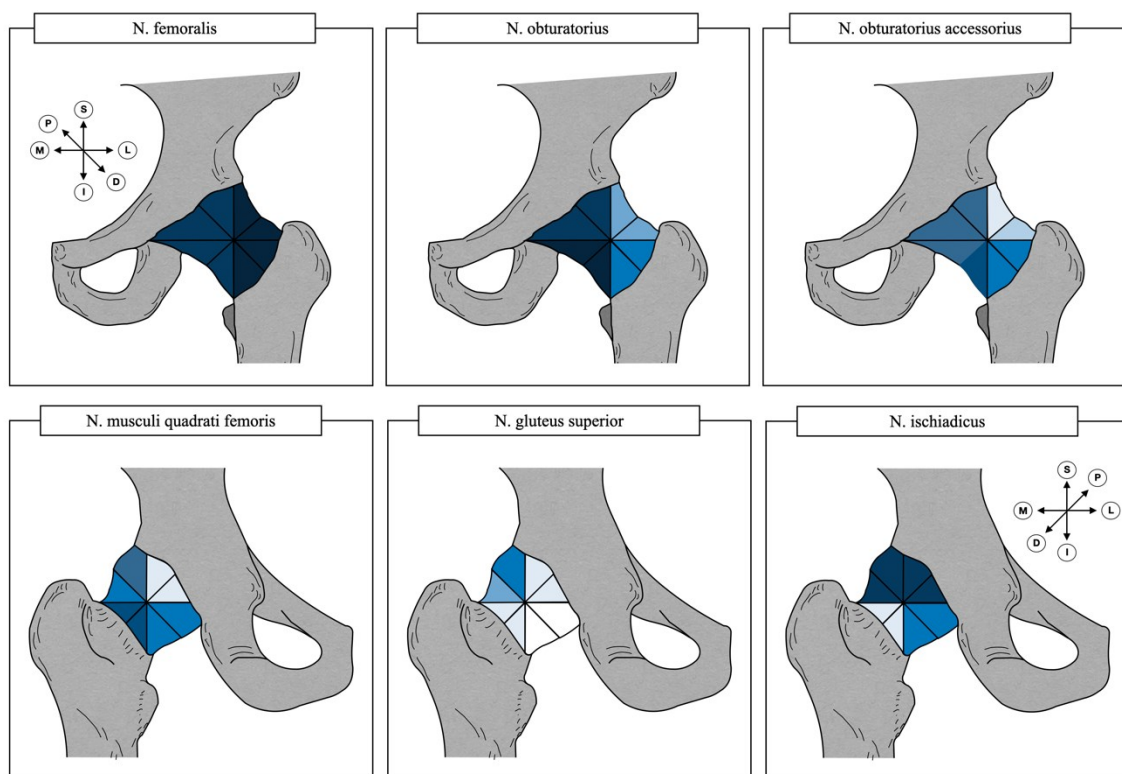 N. femoralis
N. obturatorius
N. obturatorius accessorius
S
P
M
L
I
D
N. musculi quadrati femoris
N. gluteus superior
N. ischiadicus
S
P
M
L
D
I